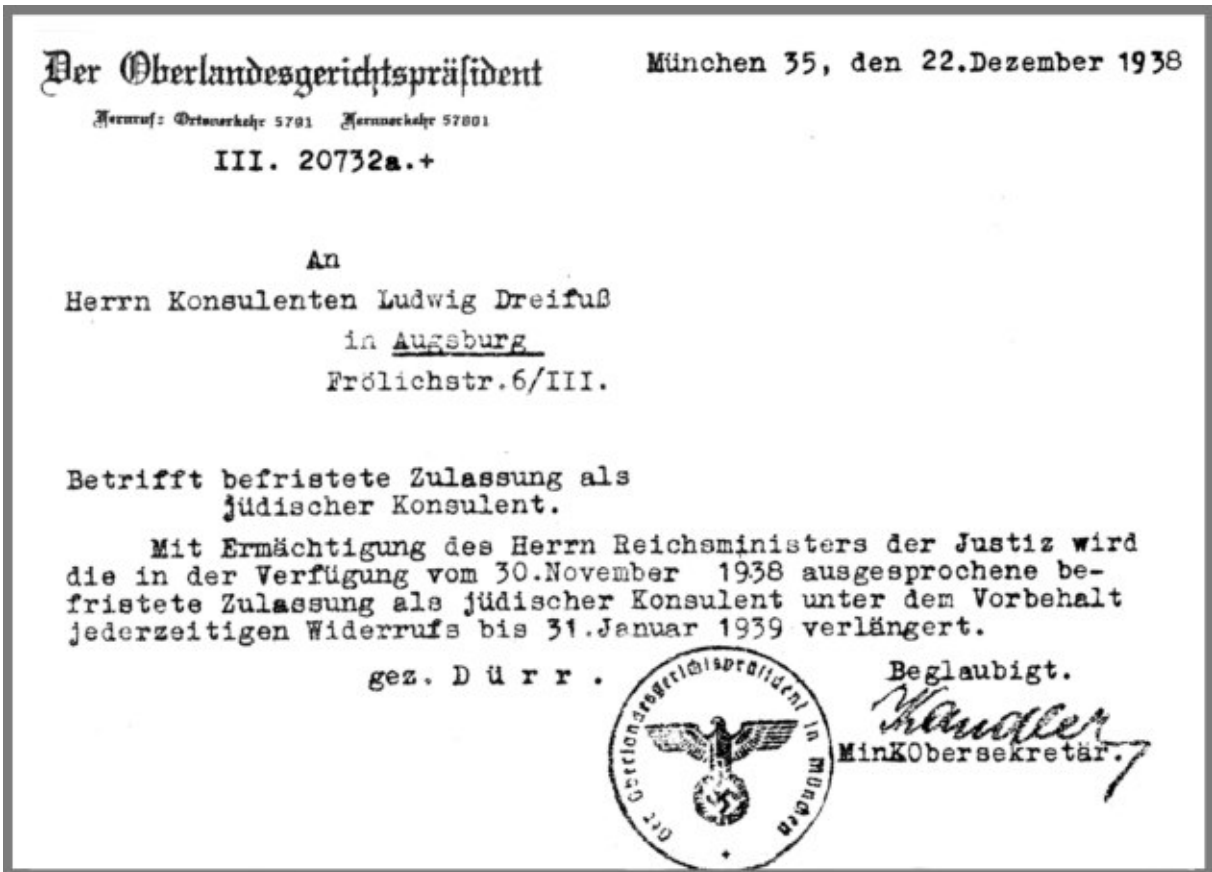 Der Oberlandesgerichtspräsident
München 35, den 22.Dezember 1938
Fernruf: Ortsverkehr 5791 Fernverkehr 57801
III. 20732a.+
An
Herrn Konsulenten Ludwig Dreifuß
in Augsburg
Frölichstr.6/III.
Betrifft befristete Zulassung als
jüdischer Konsulent.
Mit Ermächtigung des Herrn Reichsministers der Justiz wird
die in der Verfügung vom 30.November 1938 ausgesprochene be-
fristete Zulassung als jüdischer Konsulent unter dem Vorbehalt
jederzeitigen Widerrufs bis 31.Januar 1939 verlängert.
gez. Dürr.
Beglaubigt.
Kandler
MinKObersekretär.
Der Oberlandesgerichtspräsident in München